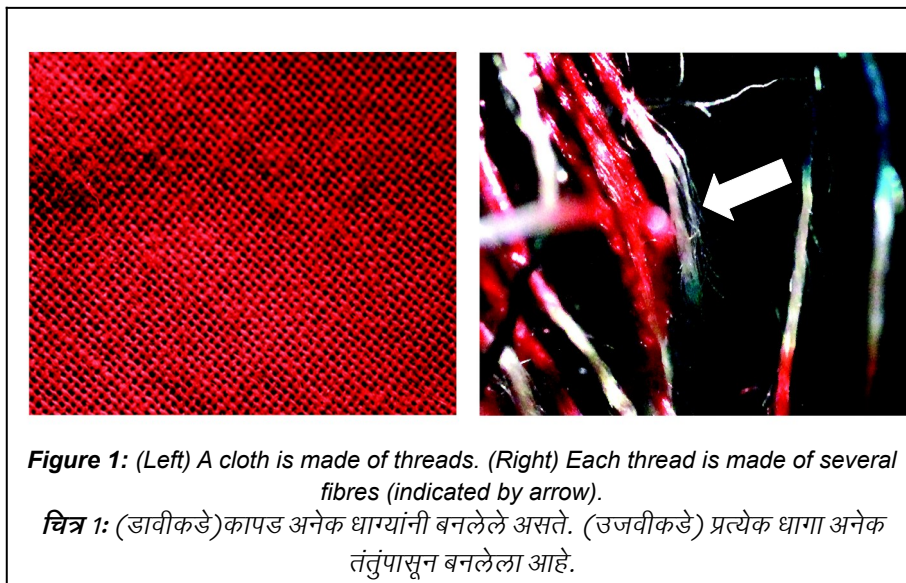 Figure 1: (Left) A cloth is made of threads. (Right) Each thread is made of several
fibres (indicated by arrow).
चित्र 1: (डावीकडे)कापड अनेक धाग्यांनी बनलेले असते. (उजवीकडे) प्रत्येक धागा अनेक
तंतुंपासून बनलेला आहे.